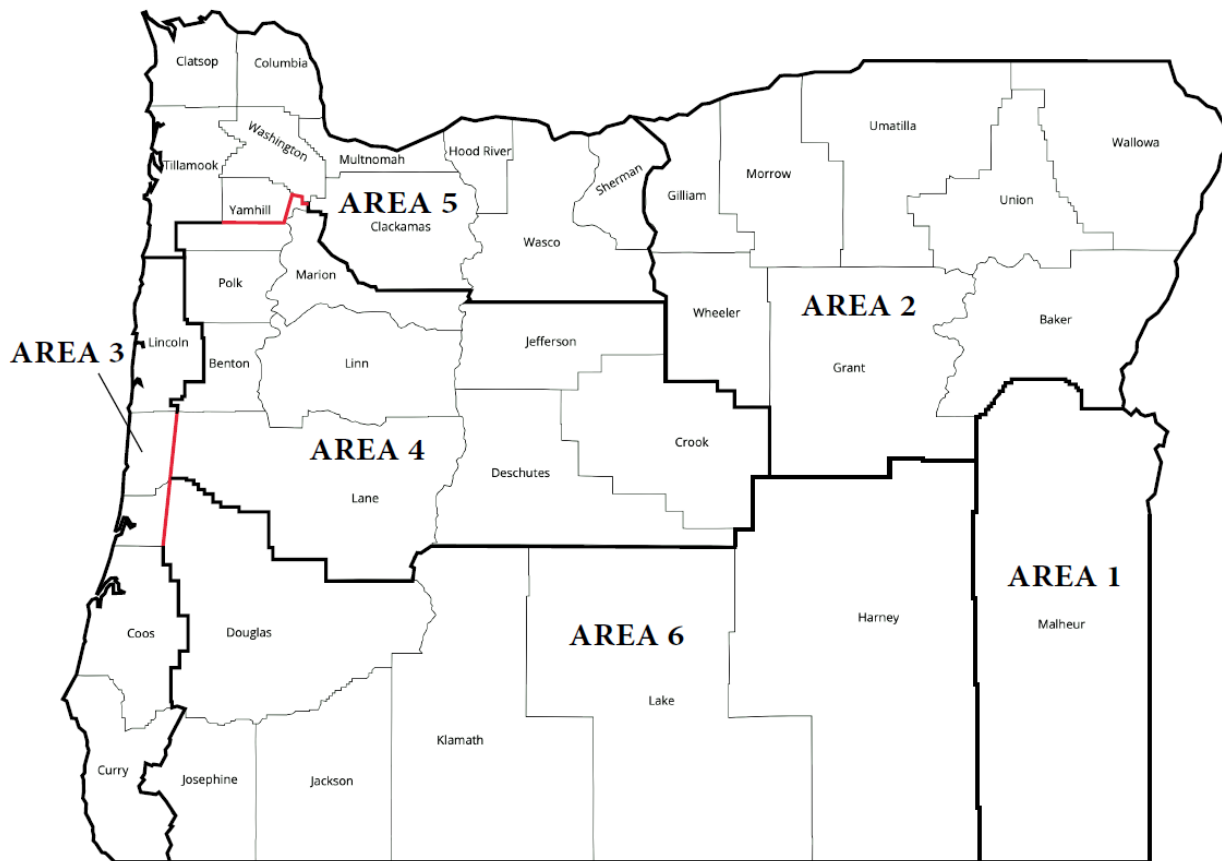 Clatsop
Columbia
Washington
Tillamook
Multnomah
Hood River
Sherman
Gilliam
Morrow
Umatilla
Wallowa
Union
Yamhill
AREA 5
Clackamas
Wasco
Marion
Polk
Wheeler
AREA 2
Baker
AREA 3
Lincoln
Benton
Linn
Jefferson
Grant
AREA 4
Lane
Deschutes
Crook
AREA 1
Malheur
Coos
Douglas
AREA 6
Harney
Lake
Klamath
Curry
Josephine
Jackson